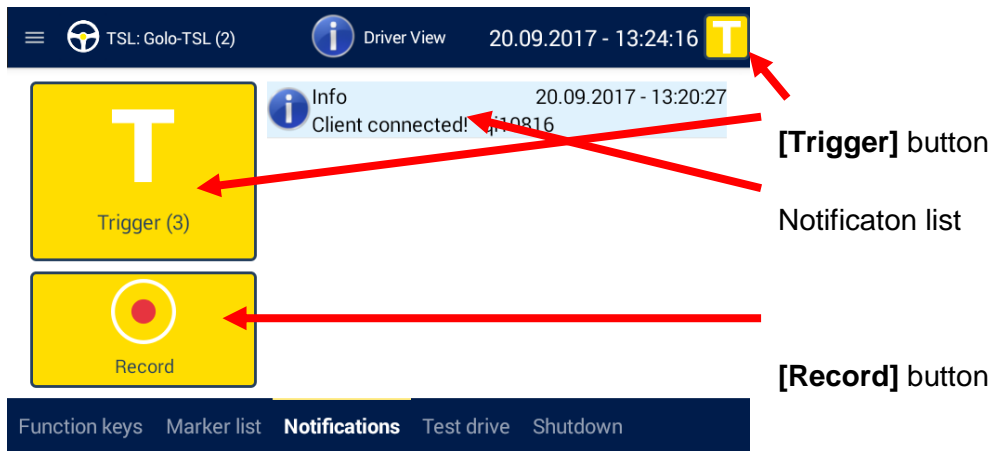 TSL: Golo-TSL (2) Driver View 20.09.2017 - 13:24:16 T
T
Trigger (3)
Info 20.09.2017 - 13:20:27
Client connected! qi10816
[Trigger] button
Notificaton list
Record
[Record] button
Function keys Marker list Notifications Test drive Shutdown